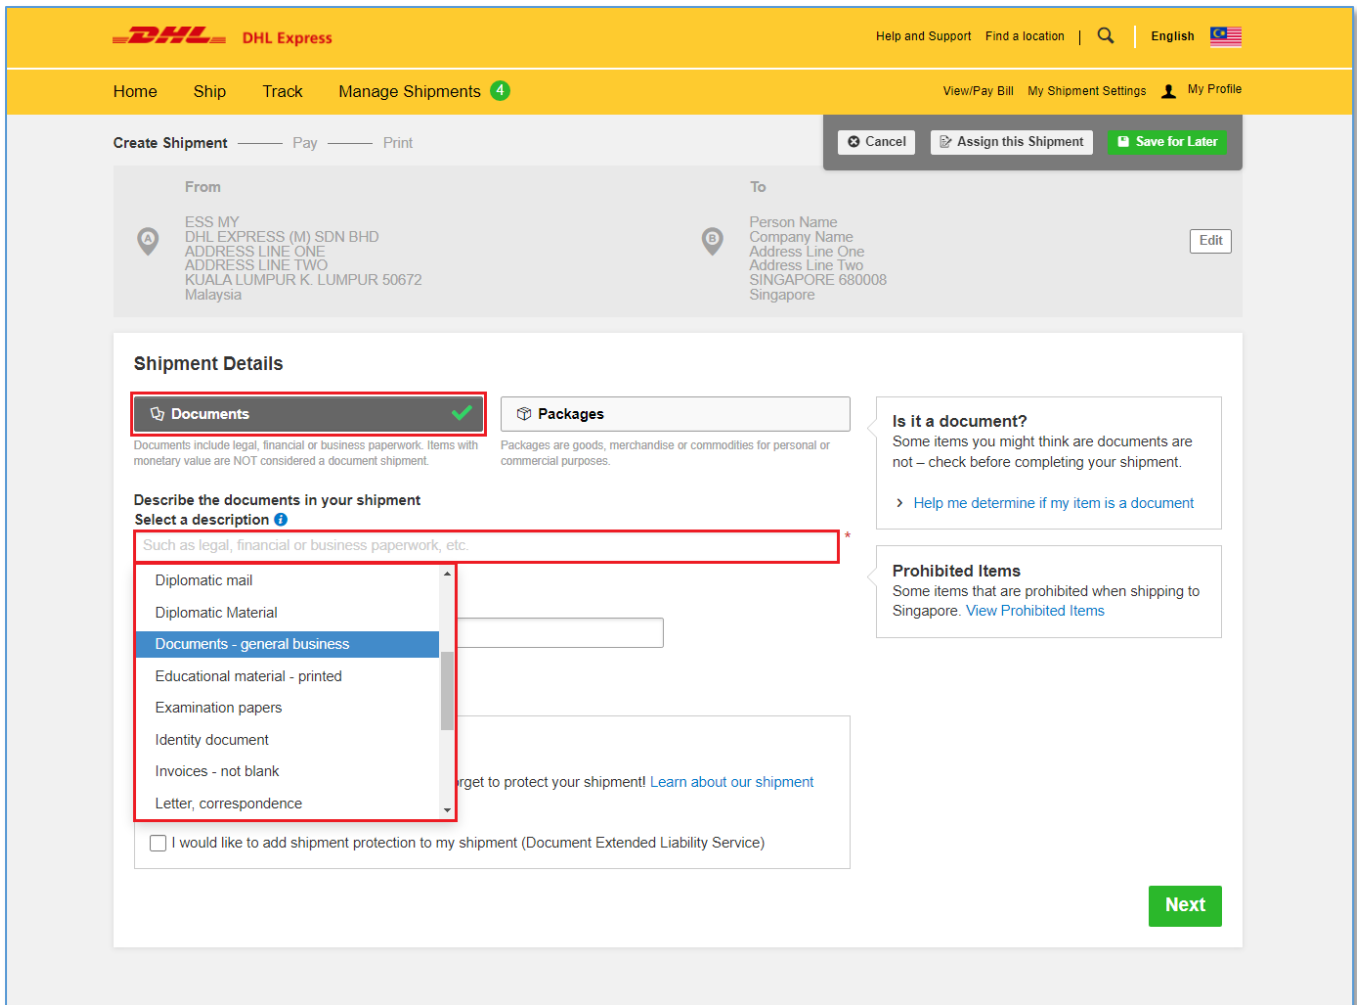 DHL DHL Express
Help and Support Find a location | English
Home Ship Track Manage Shipments 4
View/Pay Bill My Shipment Settings My Profile
Create Shipment Pay Print
Cancel Assign this Shipment Save for Later
From
A
ESS MY
DHL EXPRESS (M) SDN BHD
ADDRESS LINE ONE
ADDRESS LINE TWO
KUALA LUMPUR K. LUMPUR 50672
Malaysia
To
B
Person Name
Company Name
Address Line One
Address Line Two
SINGAPORE 680008
Singapore
Edit
Shipment Details
Documents
Documents include legal, financial or business paperwork. Items with
monetary value are NOT considered a document shipment.
Packages
Packages are goods, merchandise or commodities for personal or
commercial purposes.
Describe the documents in your shipment
Select a description i
Such as legal, financial or business paperwork, etc. *
Diplomatic mail
Diplomatic Material
Documents - general business
Educational material - printed
Examination papers
Identity document
Invoices - not blank
Letter, correspondence
rget to protect your shipment! Learn about our shipment
I would like to add shipment protection to my shipment (Document Extended Liability Service)
Is it a document?
Some items you might think are documents are
not – check before completing your shipment.
> Help me determine if my item is a document
Prohibited Items
Some items that are prohibited when shipping to
Singapore. View Prohibited Items
Next